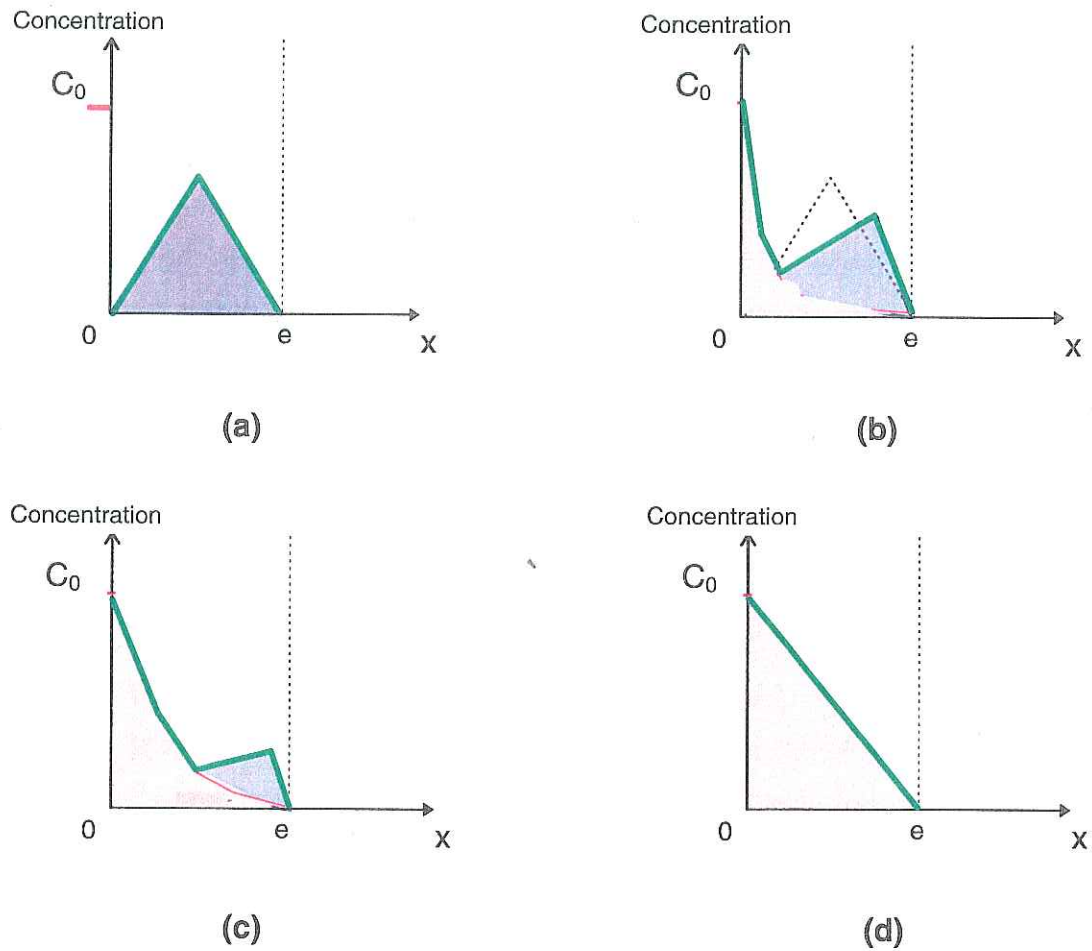 Concentration
C₀
0
e
X
(a)
Concentration
C₀
0
e
X
(b)
Concentration
C₀
0
e
X
(c)
Concentration
C₀
0
e
X
(d)